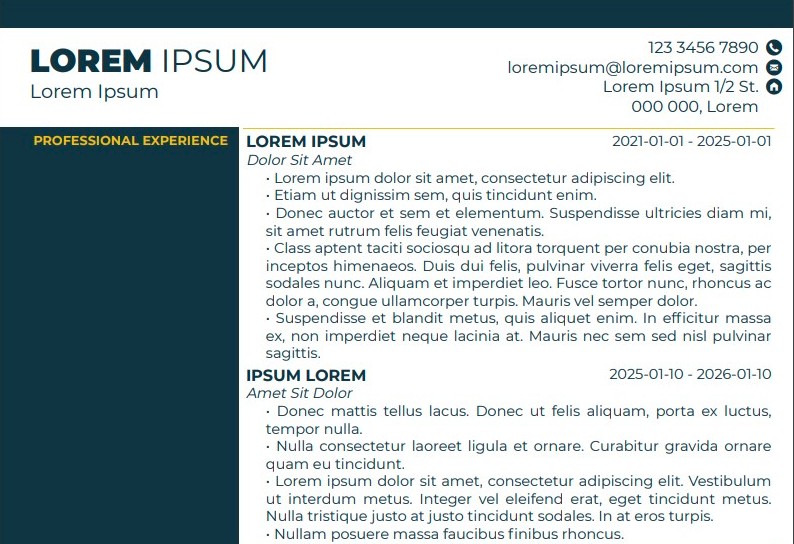 LOREM IPSUM
Lorem Ipsum
123 3456 7890
loremipsum@loremipsum.com
Lorem Ipsum 1/2 St.
000 000, Lorem
PROFESSIONAL EXPERIENCE
LOREM IPSUM 2021-01-01 - 2025-01-01
Dolor Sit Amet
• Lorem ipsum dolor sit amet, consectetur adipiscing elit.
• Etiam ut dignissim sem, quis tincidunt enim.
• Donec auctor et sem et elementum. Suspendisse ultricies diam mi,
sit amet rutrum felis feugiat venenatis.
• Class aptent taciti sociosqu ad litora torquent per conubia nostra, per
inceptos himenaeos. Duis dui felis, pulvinar viverra felis eget, sagittis
sodales nunc. Aliquam et imperdiet leo. Fusce tortor nunc, rhoncus ac
dolor a, congue ullamcorper turpis. Mauris vel semper dolor.
• Suspendisse et blandit metus, quis aliquet enim. In efficitur massa
ex, non imperdiet neque lacinia at. Mauris nec sem sed nisl pulvinar
sagittis.
IPSUM LOREM 2025-01-10 - 2026-01-10
Amet Sit Dolor
• Donec mattis tellus lacus. Donec ut felis aliquam, porta ex luctus,
tempor nulla.
• Nulla consectetur laoreet ligula et ornare. Curabitur gravida ornare
quam eu tincidunt.
• Lorem ipsum dolor sit amet, consectetur adipiscing elit. Vestibulum
ut interdum metus. Integer vel eleifend erat, eget tincidunt metus.
Nulla tristique justo at justo tincidunt sodales. In at eros turpis.
• Nullam posuere massa faucibus finibus rhoncus.